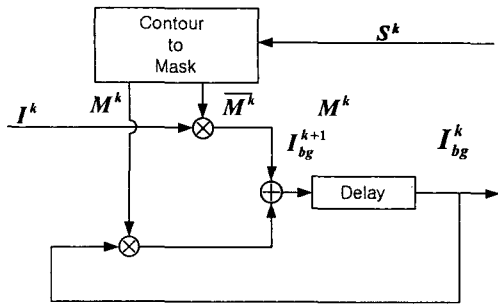 Contour
to
Mask
S^k
M^k
\overline{M^k}
M^k
I^k
I_{bg}^{k+1}
I_{bg}^k
Delay